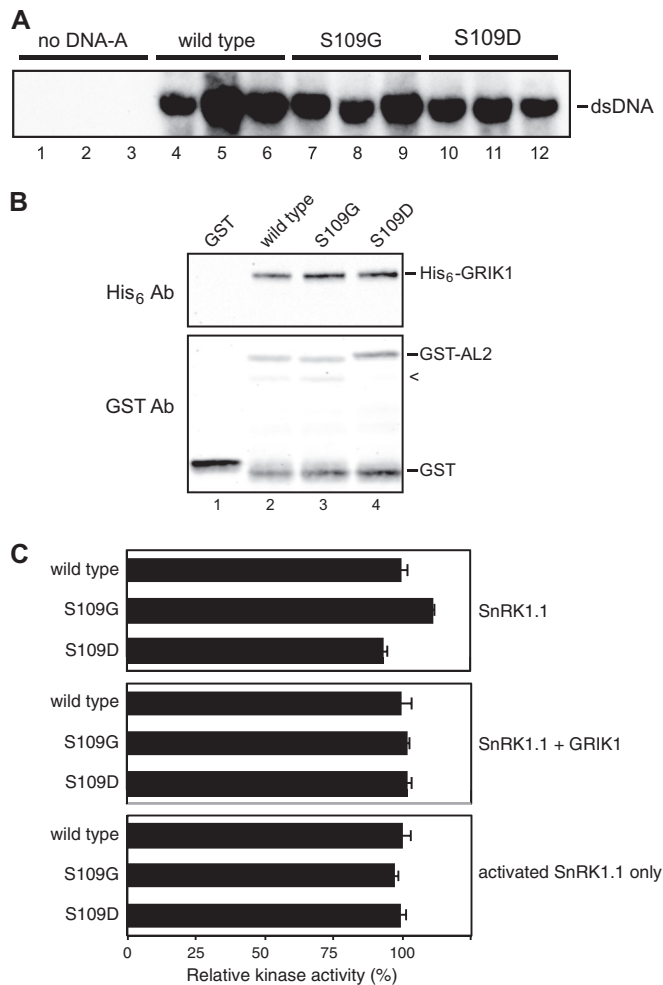 A
no DNA-A wild type S109G S109D
dsDNA
1 2 3 4 5 6 7 8 9 10 11 12
B
GST wild type S109G S109D
His6 Ab
His6-GRIK1
GST-AL2
<
GST Ab
GST
1 2 3 4
C
wild type
S109G
S109D
SnRK1.1
wild type
S109G
S109D
SnRK1.1 + GRIK1
wild type
S109G
S109D
activated SnRK1.1 only
0 25 50 75 100
Relative kinase activity (%)